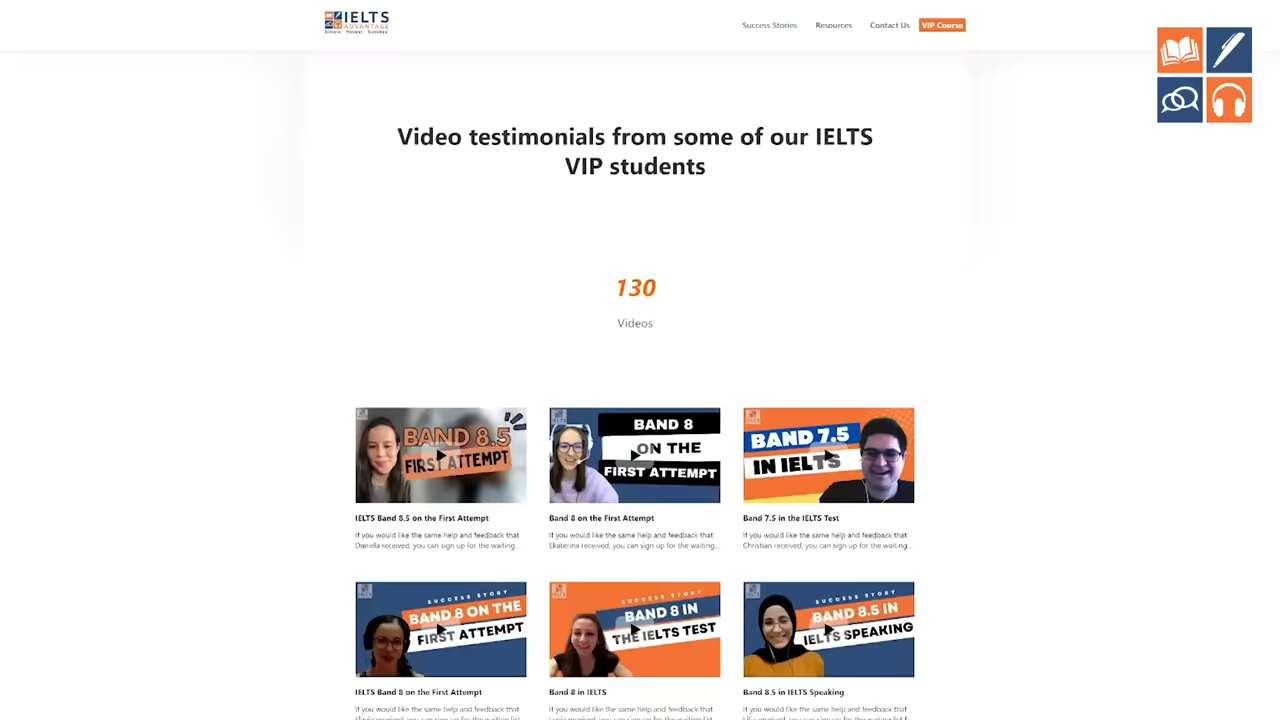 IELTS
ADVANTAGE
Simple. Honest. Success.
Success Stories
Resources
Contact Us
VIP Course
Video testimonials from some of our IELTS
VIP students
130
Videos
BAND 8.5
FIRST ATTEMPT
BAND 8
ON THE
FIRST ATTEMPT
BAND 7.5
IN IELTS
IELTS Band 8.5 on the First Attempt
If you would like the same help and feedback that
Daniela received, you can sign up for the waiting...
Band 8 on the First Attempt
If you would like the same help and feedback that
Ekaterina received, you can sign up for the waiting...
Band 7.5 in the IELTS Test
If you would like the same help and feedback that
Christian received, you can sign up for the waiting...
SUCCESS STORY
BAND 8 ON THE
FIRST ATTEMPT
SUCCESS STORY
BAND 8 IN
THE IELTS TEST
SUCCESS STORY
BAND 8.5 IN
IELTS SPEAKING
IELTS Band 8 on the First Attempt
If you would like the same help and feedback that
Band 8 in IELTS
If you would like the same help and feedback that
Band 8.5 in IELTS Speaking
If you would like the same help and feedback that